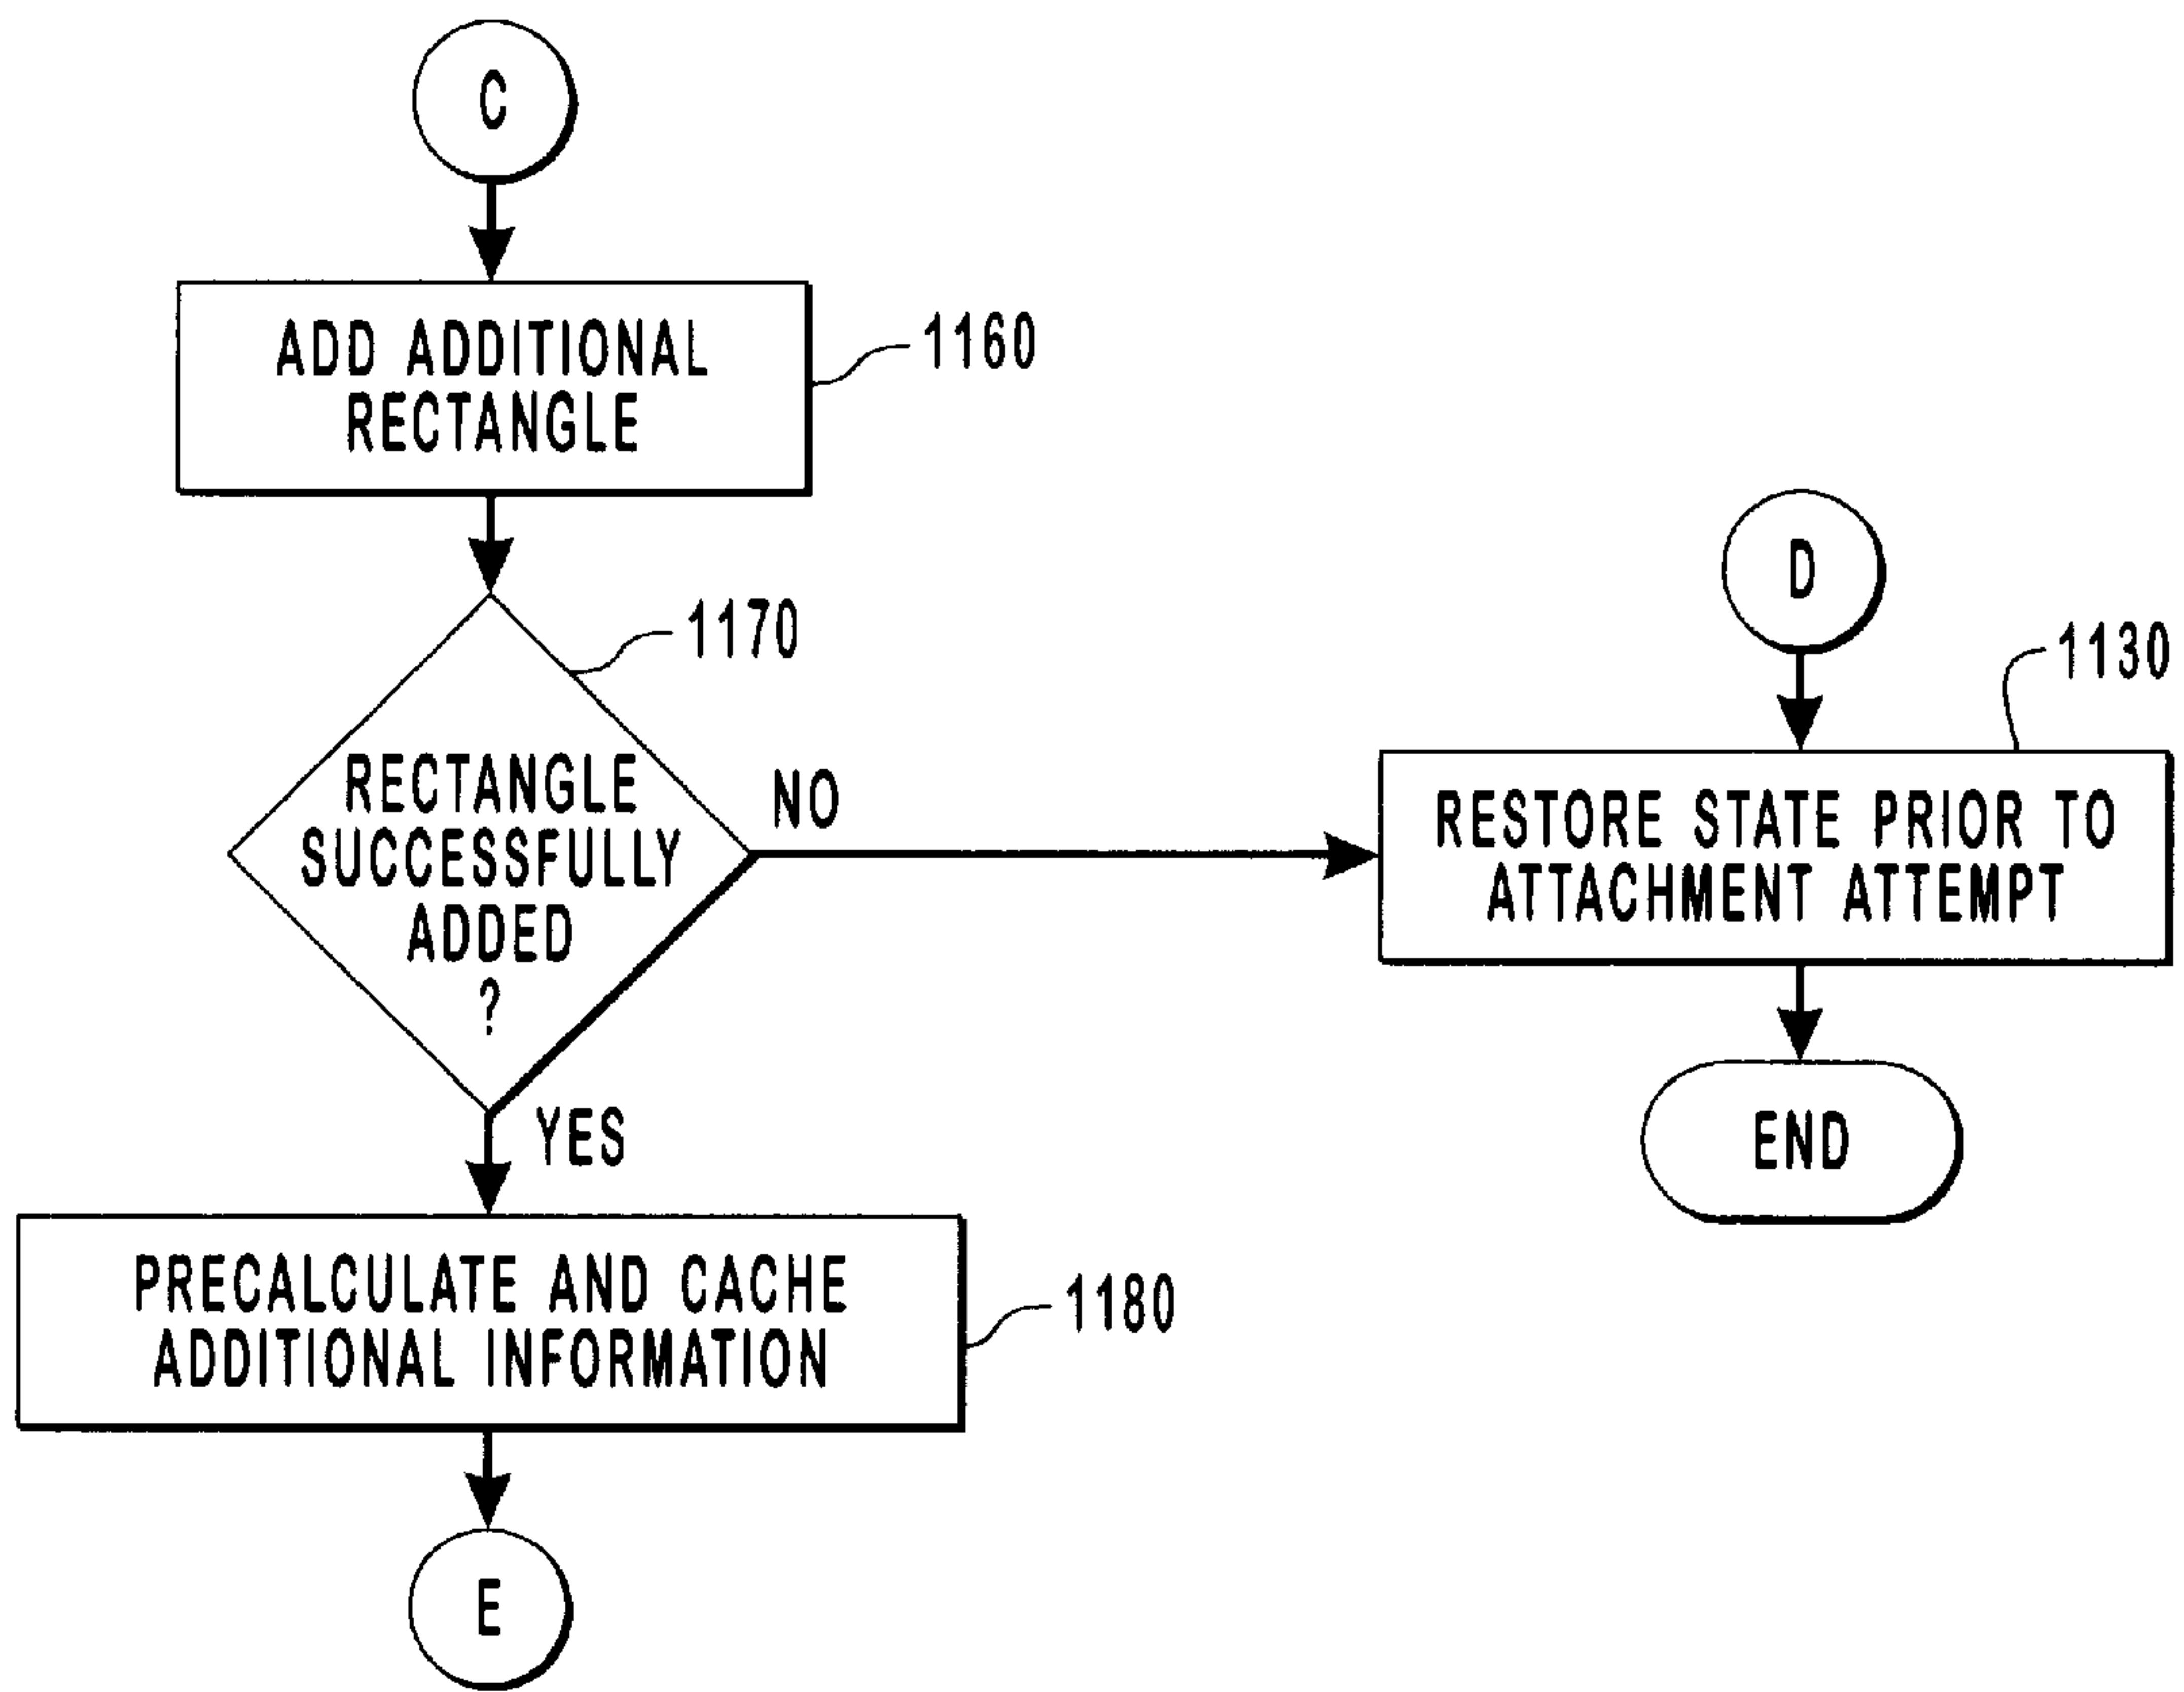 C
ADD ADDITIONAL
RECTANGLE
1160
1170
RECTANGLE
SUCCESSFULLY
ADDED
?
NO
YES
D
1130
RESTORE STATE PRIOR TO
ATTACHMENT ATTEMPT
END
PRECALCULATE AND CACHE
ADDITIONAL INFORMATION
1180
E